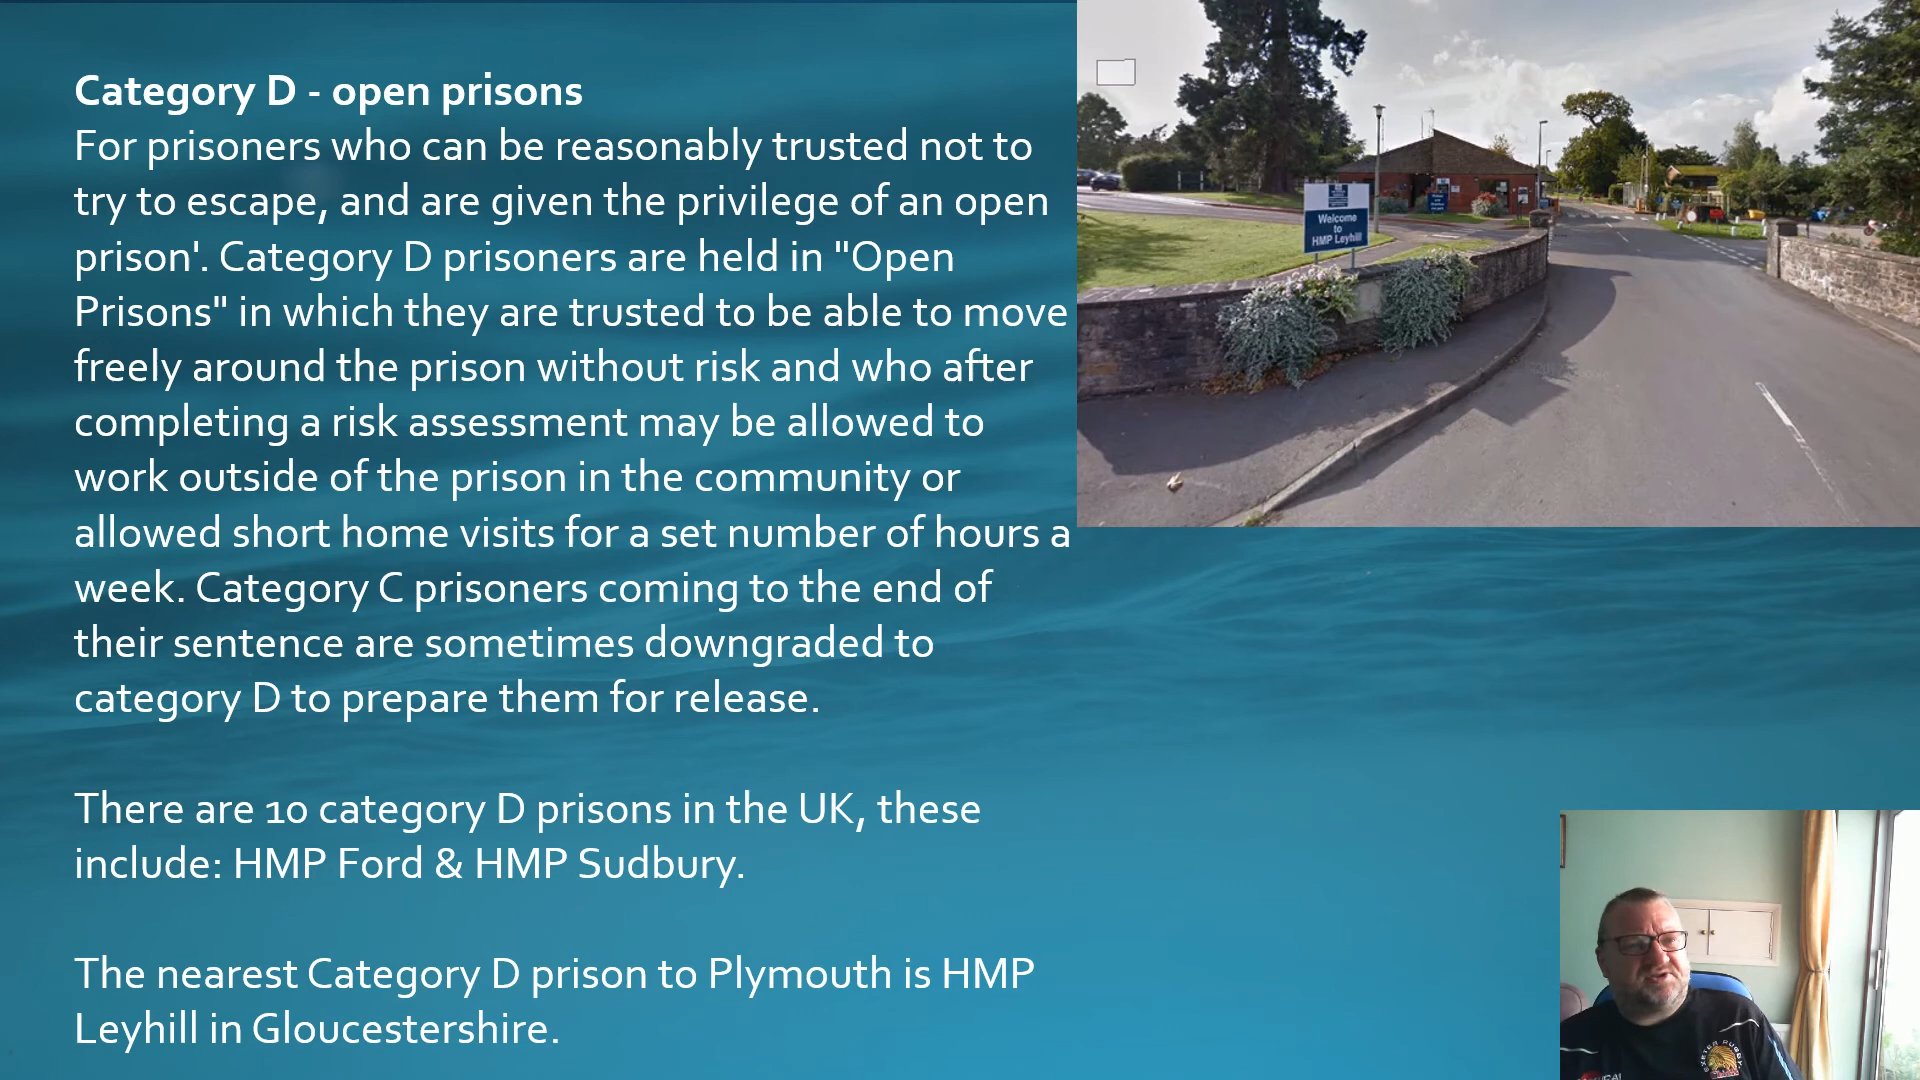 Category D - open prisons
For prisoners who can be reasonably trusted not to
try to escape, and are given the privilege of an open
prison'. Category D prisoners are held in "Open
Prisons" in which they are trusted to be able to move
freely around the prison without risk and who after
completing a risk assessment may be allowed to
work outside of the prison in the community or
allowed short home visits for a set number of hours a
week. Category C prisoners coming to the end of
their sentence are sometimes downgraded to
category D to prepare them for release.
There are 10 category D prisons in the UK, these
include: HMP Ford & HMP Sudbury.
The nearest Category D prison to Plymouth is HMP
Leyhill in Gloucestershire.
Welcome
to
HMP Leyhill
EXETER RUGBY